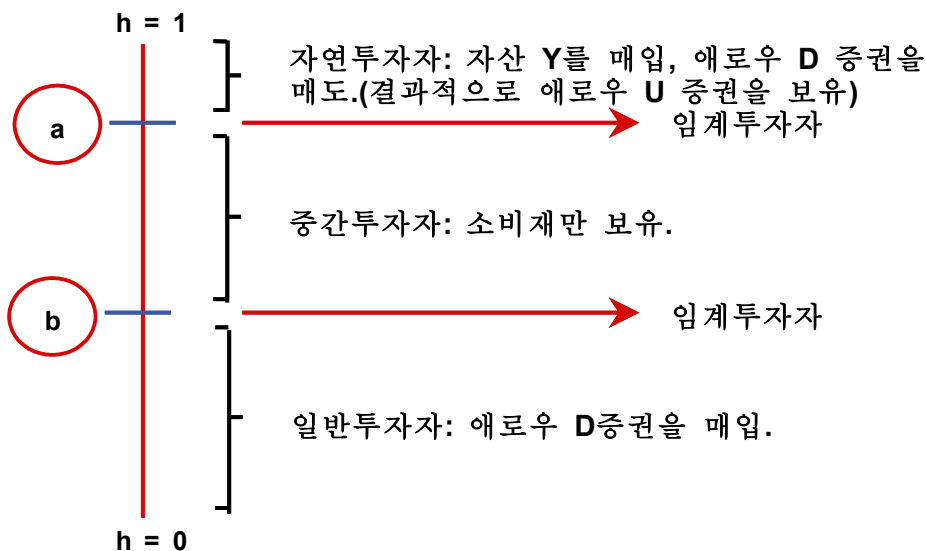 h = 1
자연투자자: 자산 Y를 매입, 애로우 D 증권을
매도.(결과적으로 애로우 U 증권을 보유)
a
임계투자자
중간투자자: 소비재만 보유.
b
임계투자자
일반투자자: 애로우 D증권을 매입.
h = 0